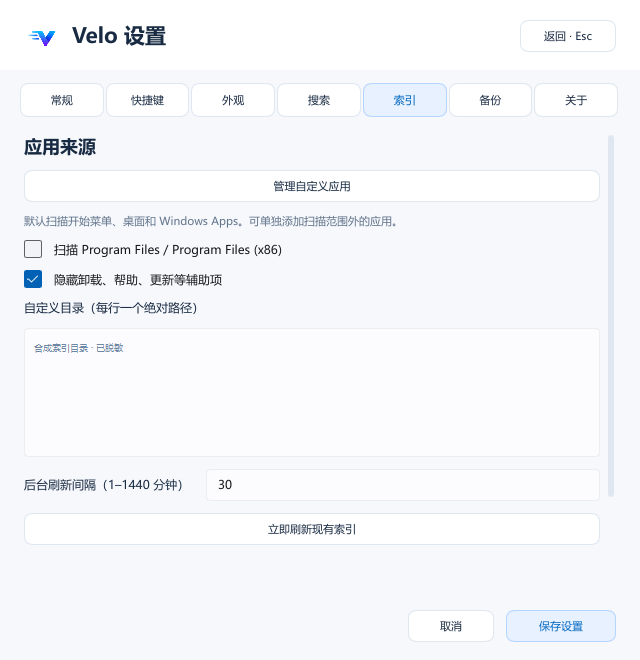 Velo 设置
返回 · Esc
常规
快捷键
外观
搜索
索引
备份
关于
应用来源
管理自定义应用
默认扫描开始菜单、桌面和 Windows Apps。可单独添加扫描范围外的应用。
扫描 Program Files / Program Files (x86)
隐藏卸载、帮助、更新等辅助项
自定义目录（每行一个绝对路径）
合成索引目录 · 已脱敏
后台刷新间隔（1–1440 分钟）
30
立即刷新现有索引
取消
保存设置